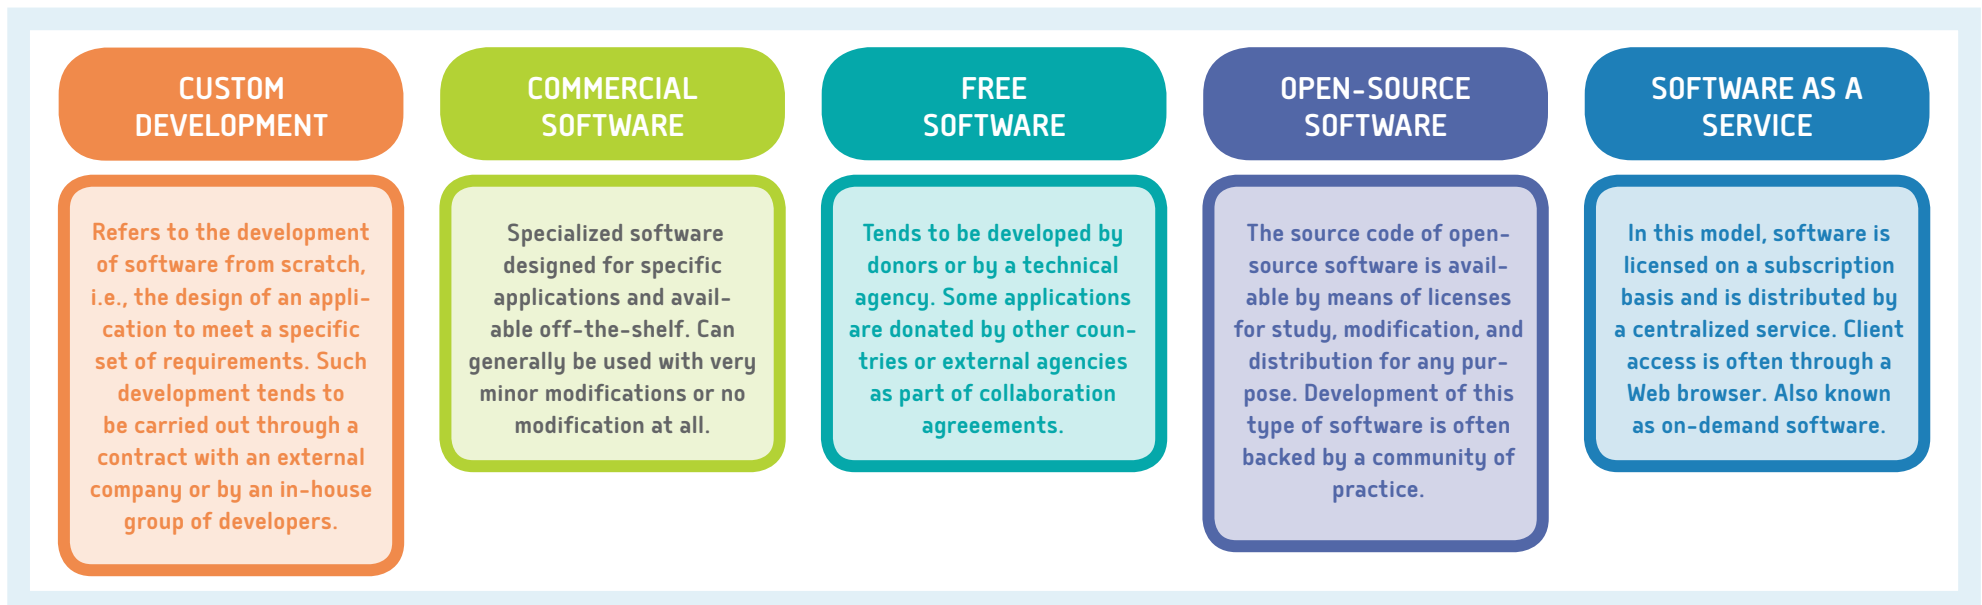 CUSTOM
DEVELOPMENT
Refers to the development
of software from scratch,
i.e., the design of an appli-
cation to meet a specific
set of requirements. Such
development tends to
be carried out through a
contract with an external
company or by an in-house
group of developers.
COMMERCIAL
SOFTWARE
Specialized software
designed for specific
applications and avail-
able off-the-shelf. Can
generally be used with very
minor modifications or no
modification at all.
FREE
SOFTWARE
Tends to be developed by
donors or by a technical
agency. Some applications
are donated by other coun-
tries or external agencies
as part of collaboration
agreeements.
OPEN-SOURCE
SOFTWARE
The source code of open-
source software is avail-
able by means of licenses
for study, modification, and
distribution for any pur-
pose. Development of this
type of software is often
backed by a community of
practice.
SOFTWARE AS A
SERVICE
In this model, software is
licensed on a subscription
basis and is distributed by
a centralized service. Client
access is often through a
Web browser. Also known
as on-demand software.